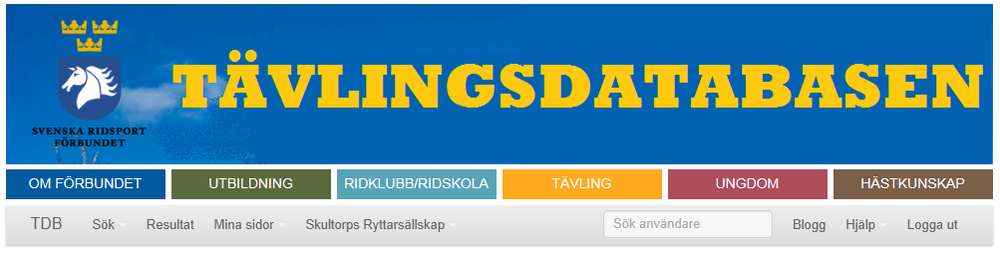 TÄVLINGSDATABASEN
SVENSKA RIDSPORT
FÖRBUNDET
OM FÖRBUNDET UTBILDNING RIDKLUBB/RIDSKOLA TÄVLING UNGDOM HÄSTKUNSKAP
TDB Sök Resultat Mina sidor Skultorps Ryttarsällskap Sök användare Blogg Hjälp Logga ut